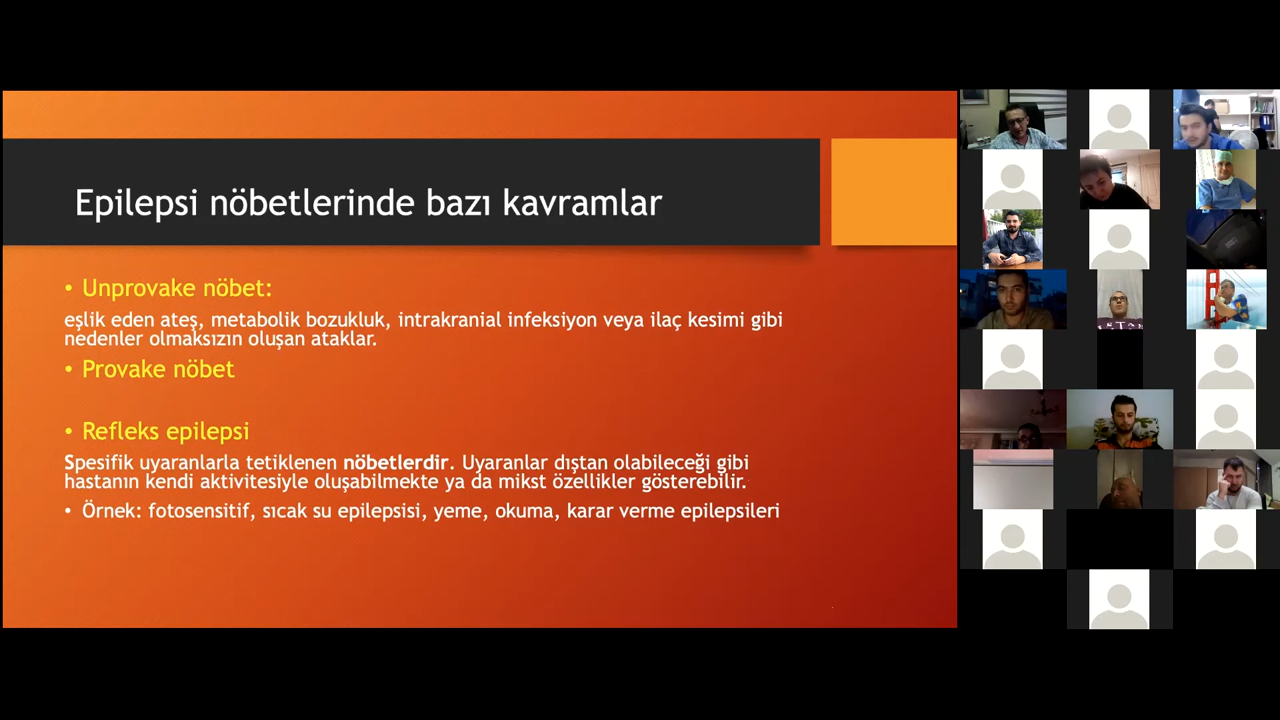 Epilepsi nöbetlerinde bazı kavramlar
• Unprovake nöbet:
eşlik eden ateş, metabolik bozukluk, intrakranial infeksiyon veya ilaç kesimi gibi
nedenler olmaksızın oluşan ataklar.
• Provake nöbet
• Refleks epilepsi
Spesifik uyaranlarla tetiklenen nöbetlerdir. Uyaranlar dıştan olabileceği gibi
hastanın kendi aktivitesiyle oluşabilmekte ya da mikst özellikler gösterebilir.
• Örnek: fotosensitif, sıcak su epilepsisi, yeme, okuma, karar verme epilepsileri